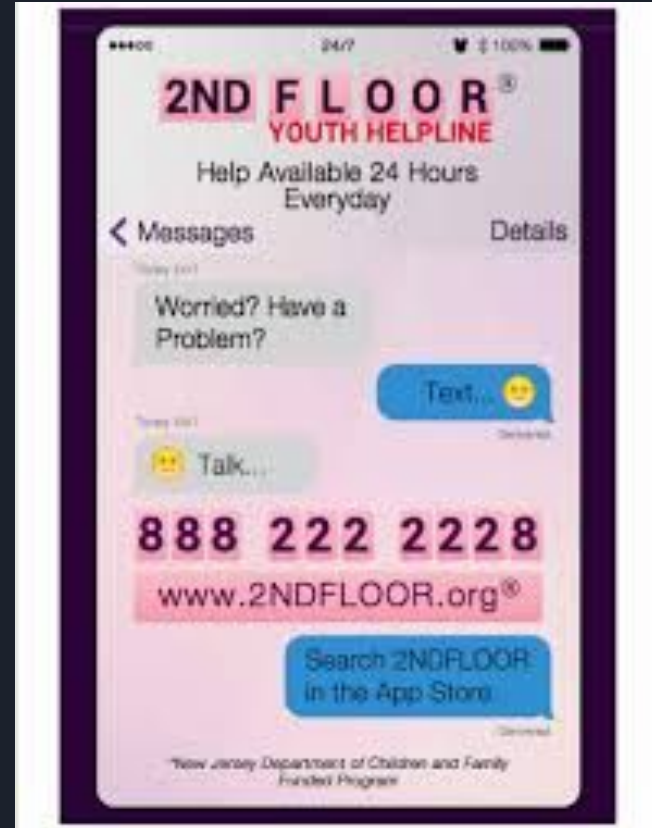 24/7 100%
2ND FLOOR®
YOUTH HELPLINE
Help Available 24 Hours
Everyday
Messages Details
Worried? Have a
Problem?
Text...
Delivered
Talk...
888 222 2228
www.2NDFLOOR.org®
Search 2NDFLOOR
in the App Store
Delivered
*New Jersey Department of Children and Family
Funded Program